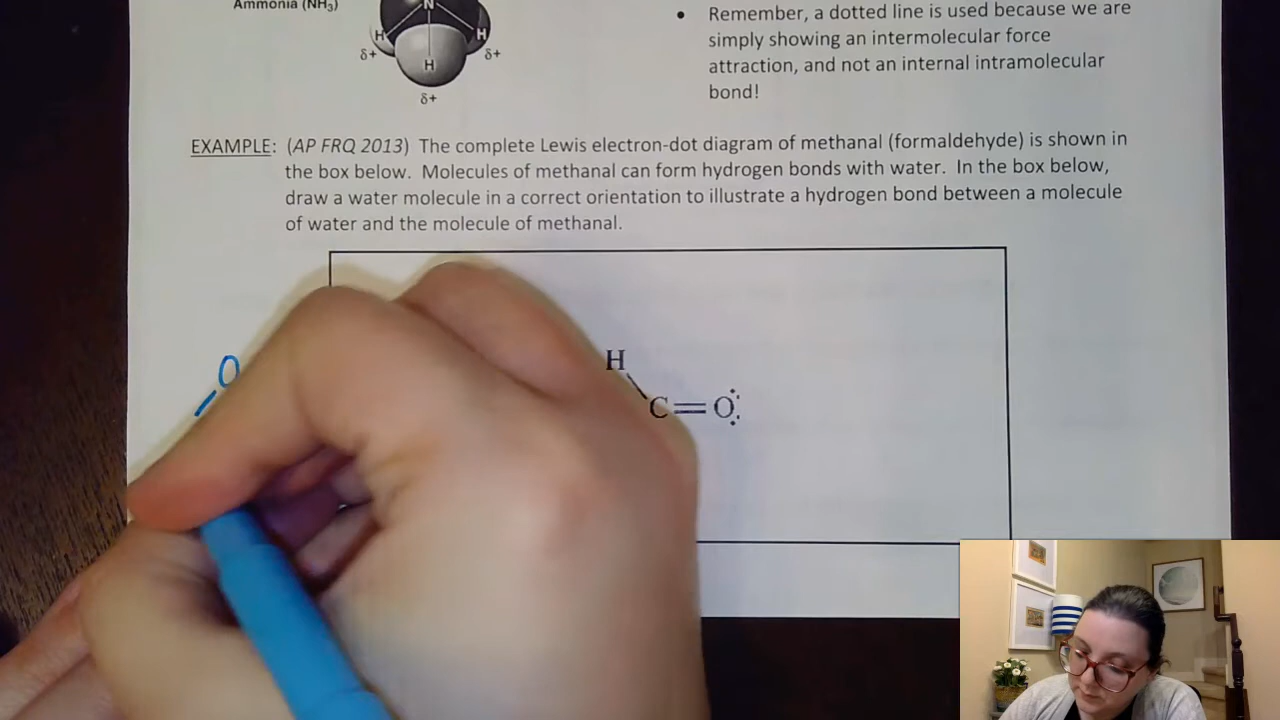 Ammonia (NH₃)
N
H
H
H
δ+
δ+
δ+
• Remember, a dotted line is used because we are
simply showing an intermolecular force
attraction, and not an internal intramolecular
bond!
EXAMPLE: (AP FRQ 2013) The complete Lewis electron-dot diagram of methanal (formaldehyde) is shown in
the box below. Molecules of methanal can form hydrogen bonds with water. In the box below,
draw a water molecule in a correct orientation to illustrate a hydrogen bond between a molecule
of water and the molecule of methanal.
O
H
C=O